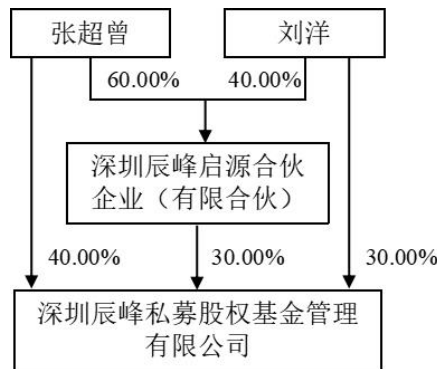 张超曾
刘洋
60.00%
40.00%
深圳辰峰启源合伙
企业（有限合伙）
40.00%
30.00%
30.00%
深圳辰峰私募股权基金管理
有限公司